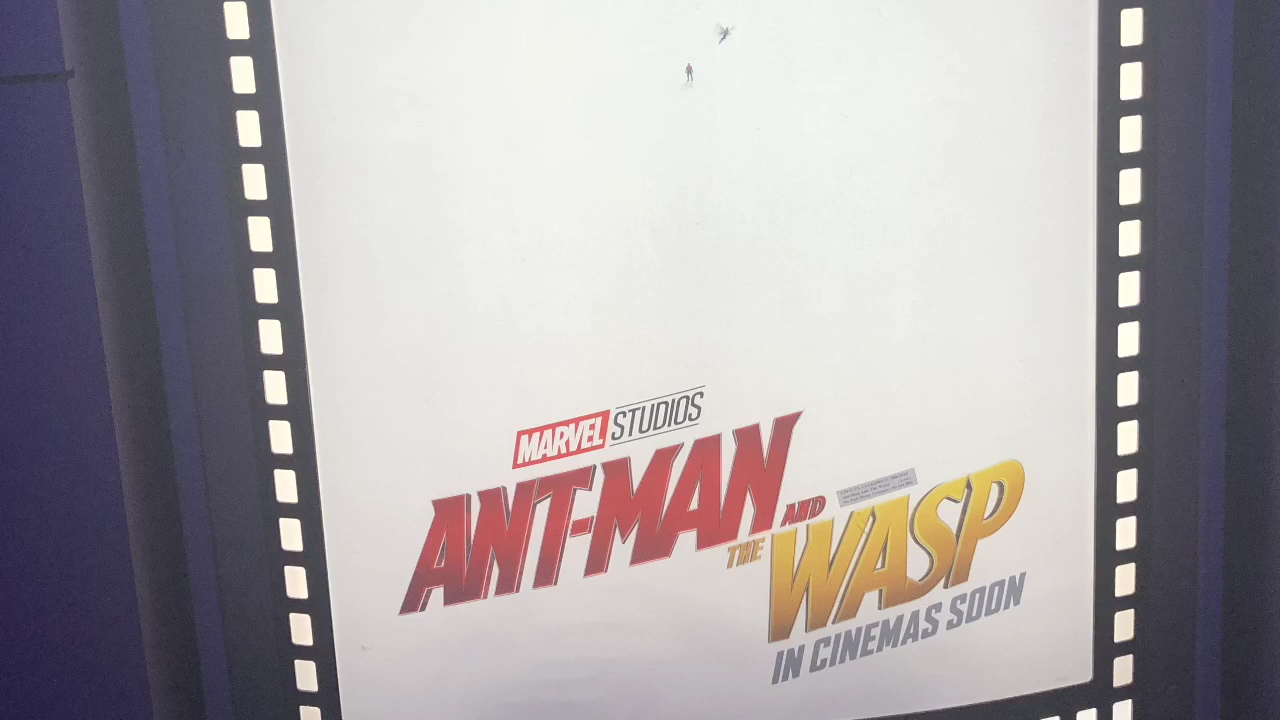 MARVEL STUDIOS
ANT-MAN
AND
THE
WASP
IN CINEMAS SOON